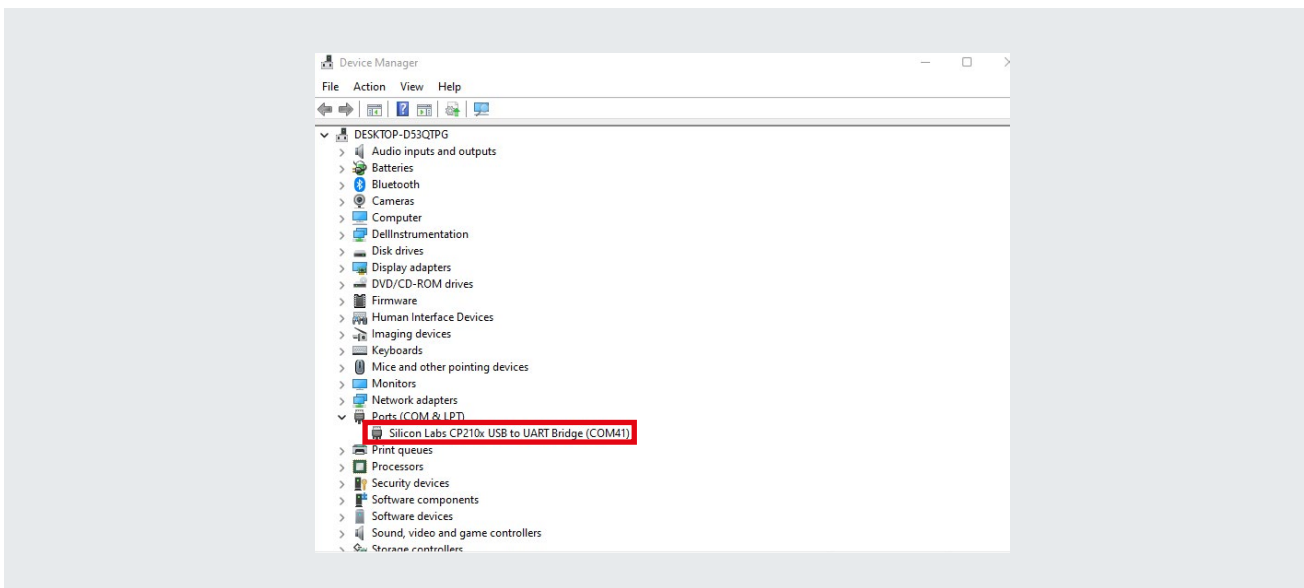 Device Manager
File Action View Help
DESKTOP-D53QTPG
Audio inputs and outputs
Batteries
Bluetooth
Cameras
Computer
DellInstrumentation
Disk drives
Display adapters
DVD/CD-ROM drives
Firmware
Human Interface Devices
Imaging devices
Keyboards
Mice and other pointing devices
Monitors
Network adapters
Ports (COM & LPT)
Silicon Labs CP210x USB to UART Bridge (COM41)
Print queues
Processors
Security devices
Software components
Software devices
Sound, video and game controllers
Storage controllers